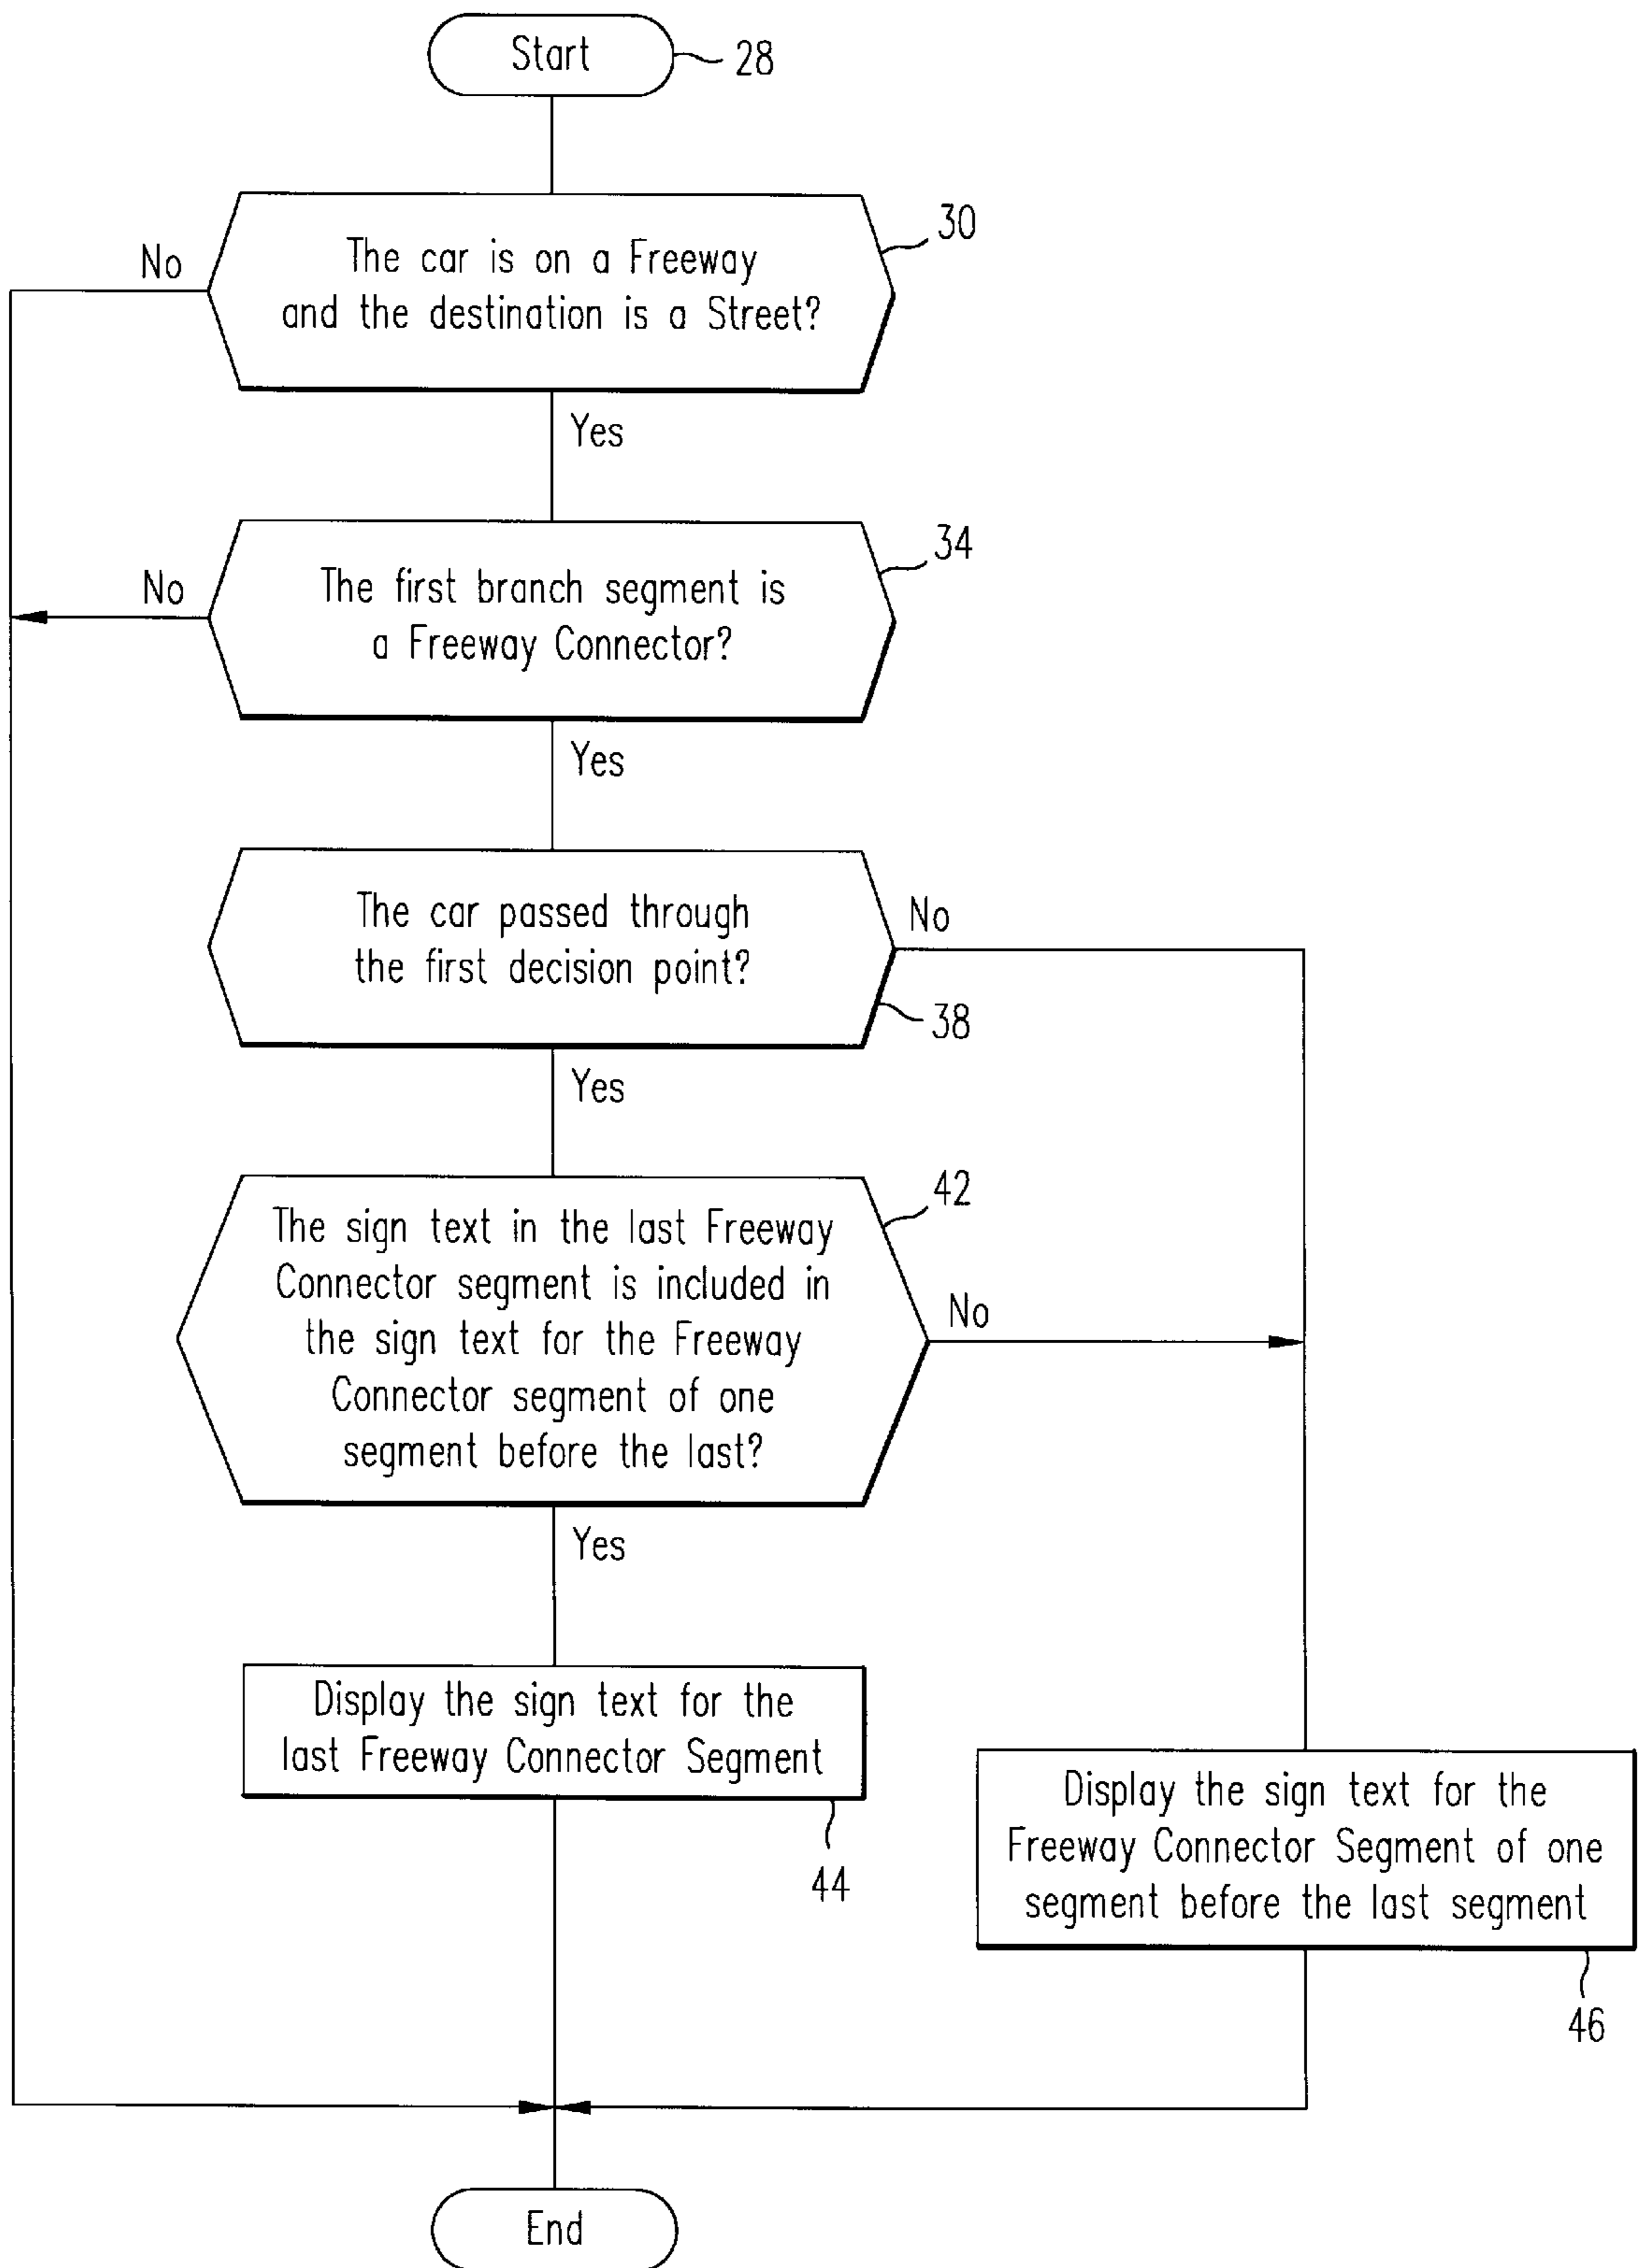 Start
28
The car is on a Freeway
and the destination is a Street?
30
No
Yes
The first branch segment is
a Freeway Connector?
34
No
Yes
The car passed through
the first decision point?
No
38
Yes
The sign text in the last Freeway
Connector segment is included in
the sign text for the Freeway
Connector segment of one
segment before the last?
42
No
Yes
Display the sign text for the
last Freeway Connector Segment
44
Display the sign text for the
Freeway Connector Segment of one
segment before the last segment
46
End